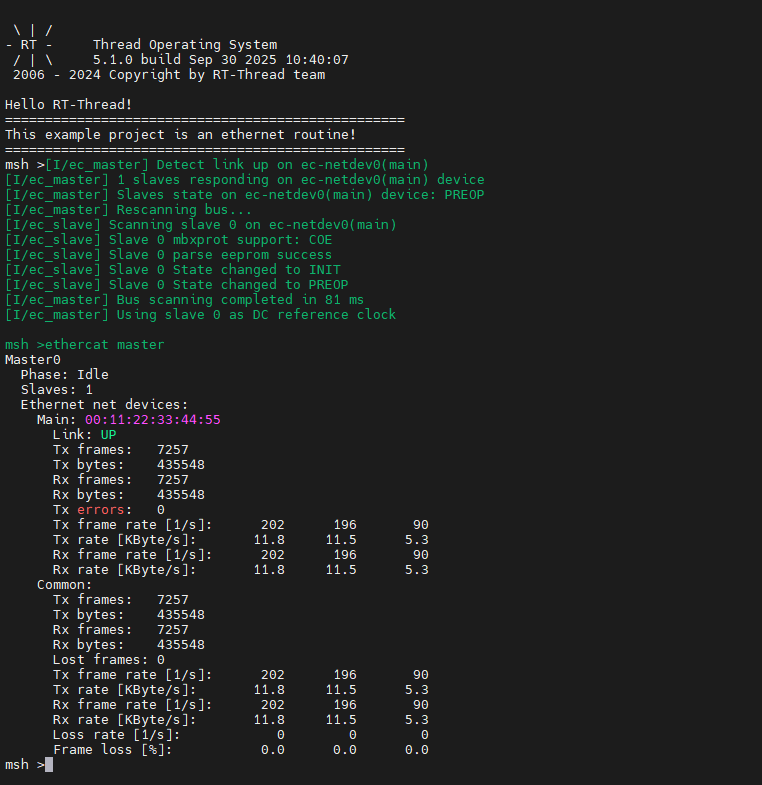 \ | /
- RT -     Thread Operating System
 / | \     5.1.0 build Sep 30 2025 10:40:07
 2006 - 2024 Copyright by RT-Thread team

Hello RT-Thread!
==================================================
This example project is an ethernet routine!
==================================================
msh >[I/ec_master] Detect link up on ec-netdev0(main)
[I/ec_master] 1 slaves responding on ec-netdev0(main) device
[I/ec_master] Slaves state on ec-netdev0(main) device: PREOP
[I/ec_master] Rescanning bus...
[I/ec_slave] Scanning slave 0 on ec-netdev0(main)
[I/ec_slave] Slave 0 mbxprot support: COE
[I/ec_slave] Slave 0 parse eeprom success
[I/ec_slave] Slave 0 State changed to INIT
[I/ec_slave] Slave 0 State changed to PREOP
[I/ec_master] Bus scanning completed in 81 ms
[I/ec_master] Using slave 0 as DC reference clock

msh >ethercat master
Master0
  Phase: Idle
  Slaves: 1
  Ethernet net devices:
    Main: 00:11:22:33:44:55
      Link: UP
      Tx frames:   7257
      Tx bytes:    435548
      Rx frames:   7257
      Rx bytes:    435548
      Tx errors:   0
      Tx frame rate [1/s]:      202      196       90
      Tx rate [KByte/s]:       11.8     11.5      5.3
      Rx frame rate [1/s]:      202      196       90
      Rx rate [KByte/s]:       11.8     11.5      5.3
    Common:
      Tx frames:   7257
      Tx bytes:    435548
      Rx frames:   7257
      Rx bytes:    435548
      Lost frames: 0
      Tx frame rate [1/s]:      202      196       90
      Tx rate [KByte/s]:       11.8     11.5      5.3
      Rx frame rate [1/s]:      202      196       90
      Rx rate [KByte/s]:       11.8     11.5      5.3
      Loss rate [1/s]:            0        0        0
      Frame loss [%]:           0.0      0.0      0.0
msh >